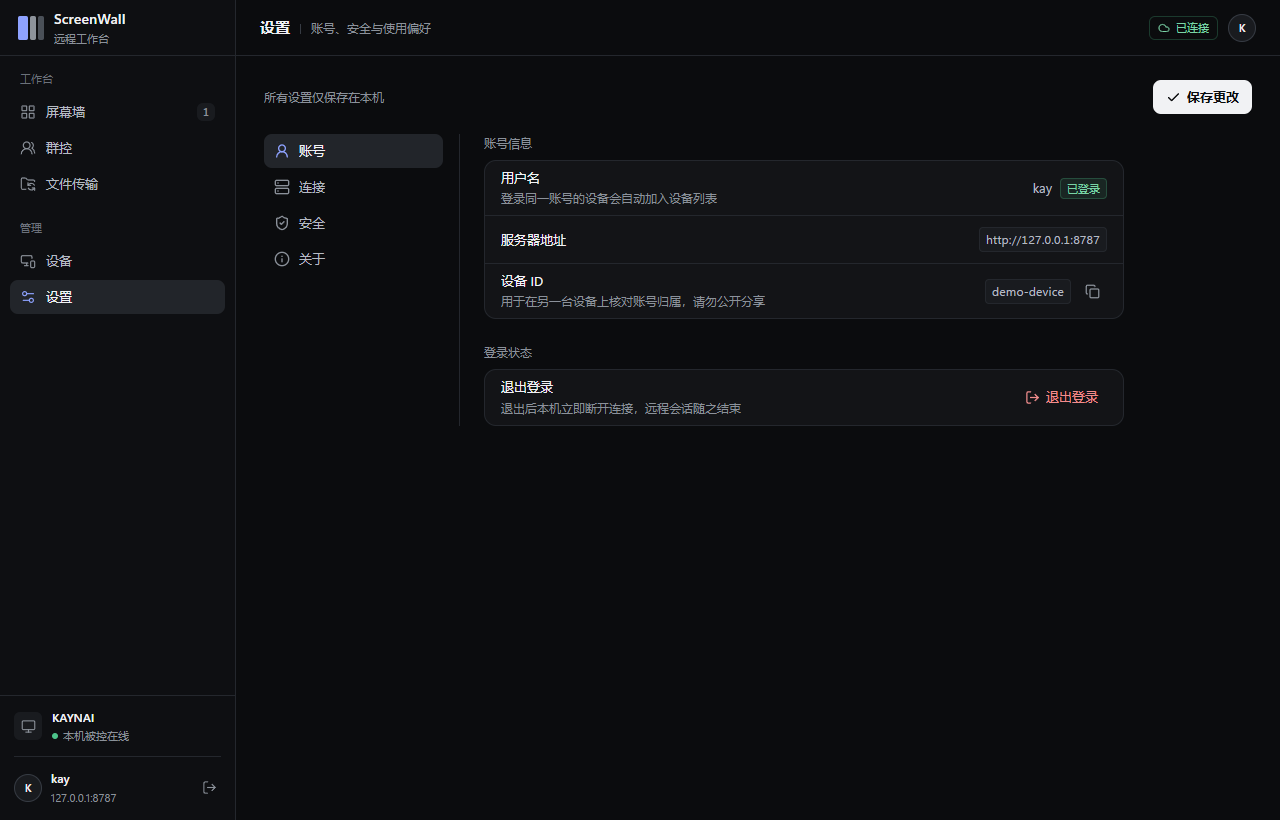 ScreenWall
远程工作台
工作台
屏幕墙
1
群控
文件传输
管理
设备
设置
KAYNAI
本机被控在线
K
kay
127.0.0.1:8787
设置
账号、安全与使用偏好
已连接
K
所有设置仅保存在本机
保存更改
账号
连接
安全
关于
账号信息
用户名
登录同一账号的设备会自动加入设备列表
kay
已登录
服务器地址
http://127.0.0.1:8787
设备 ID
用于在另一台设备上核对账号归属，请勿公开分享
demo-device
登录状态
退出登录
退出后本机立即断开连接，远程会话随之结束
退出登录